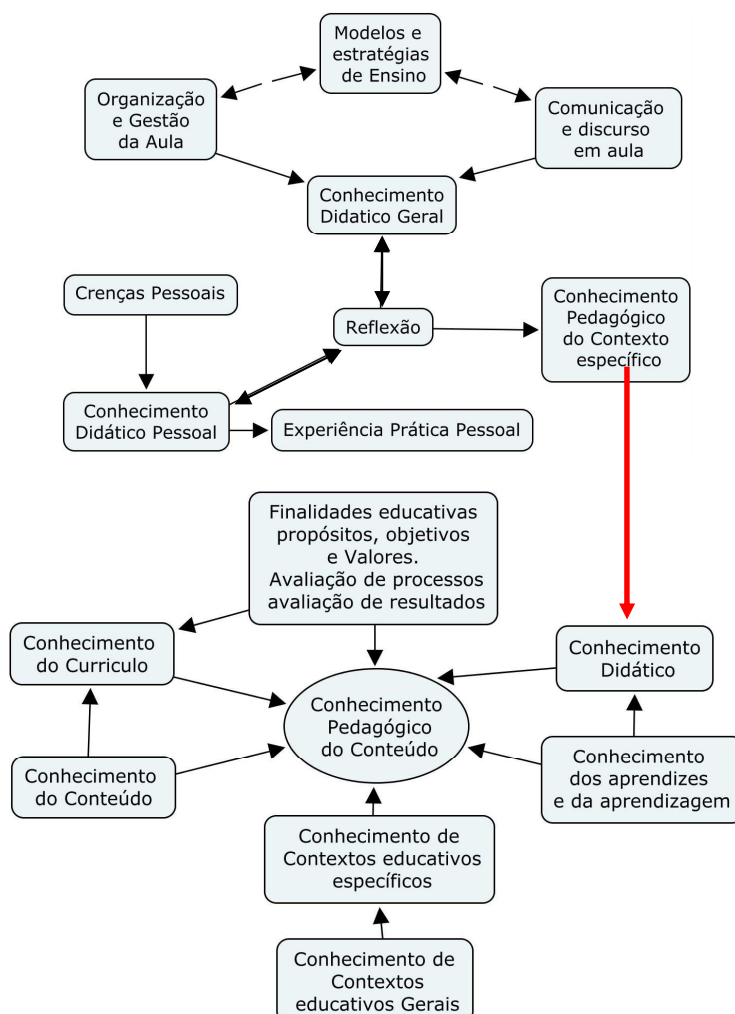 Modelos e
estratégias
de Ensino
Organização
e Gestão
da Aula
Comunicação
e discurso
em aula
Conhecimento
Didatico Geral
Crenças Pessoais
Reflexão
Conhecimento
Pedagógico
do Contexto
específico
Conhecimento
Didático Pessoal
Experiência Prática Pessoal
Finalidades educativas
propósitos, objetivos
e Valores.
Avaliação de processos
avaliação de resultados
Conhecimento
do Curriculo
Conhecimento
Didático
Conhecimento
Pedagógico
do Conteúdo
Conhecimento
do Conteúdo
Conhecimento
dos aprendizes
e da aprendizagem
Conhecimento de
Contextos educativos
específicos
Conhecimento de
Contextos
educativos Gerais